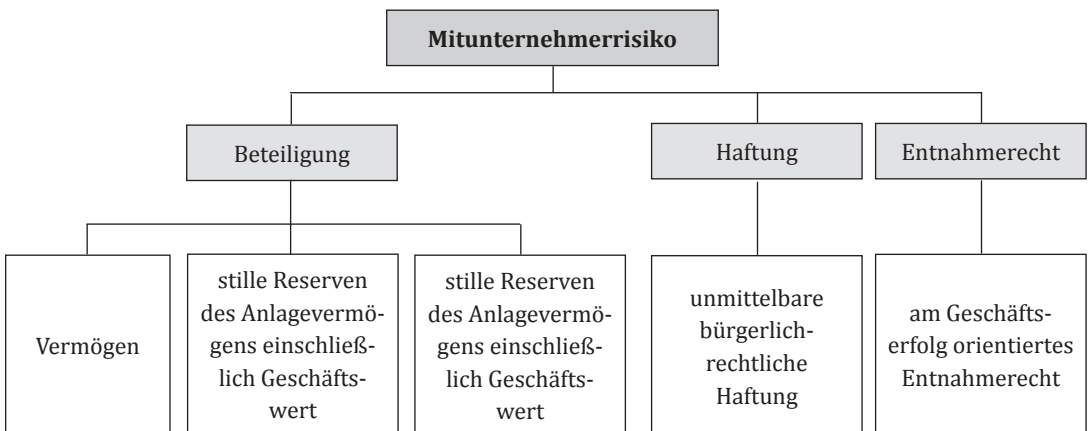 Mitunternehmerrisiko
Beteiligung
Haftung
Entnahmerecht
Vermögen
stille Reserven
des Anlagevermö-
gens einschließ-
lich Geschäfts-
wert
stille Reserven
des Anlagevermö-
gens einschließ-
lich Geschäfts-
wert
unmittelbare
bürgerlich-
rechtliche
Haftung
am Geschäfts-
erfolg orientiertes
Entnahmerecht